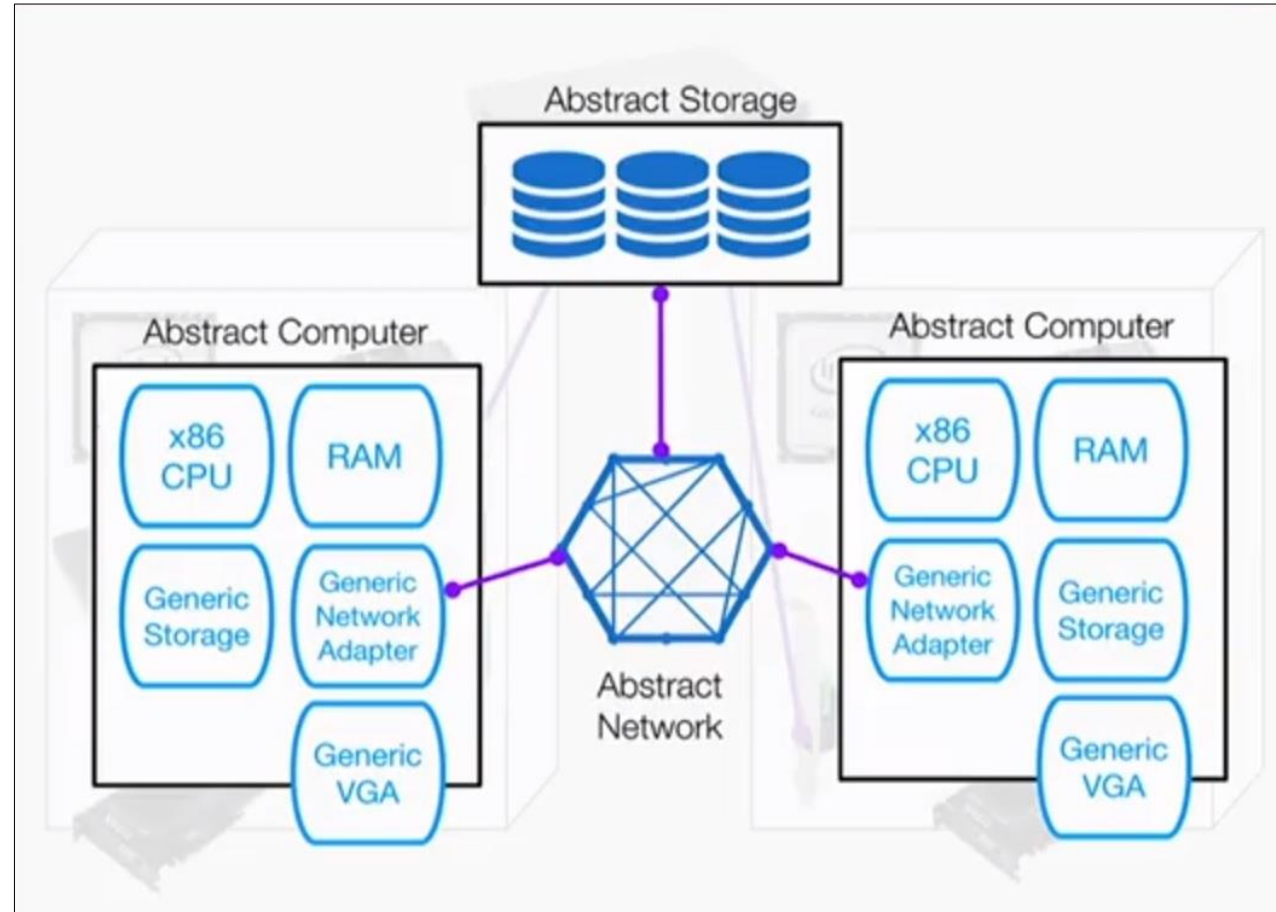 Abstract Storage
Abstract Computer
x86
CPU
RAM
Generic
Storage
Generic
Network
Adapter
Generic
VGA
Abstract
Network
Abstract Computer
x86
CPU
RAM
Generic
Network
Adapter
Generic
Storage
Generic
VGA